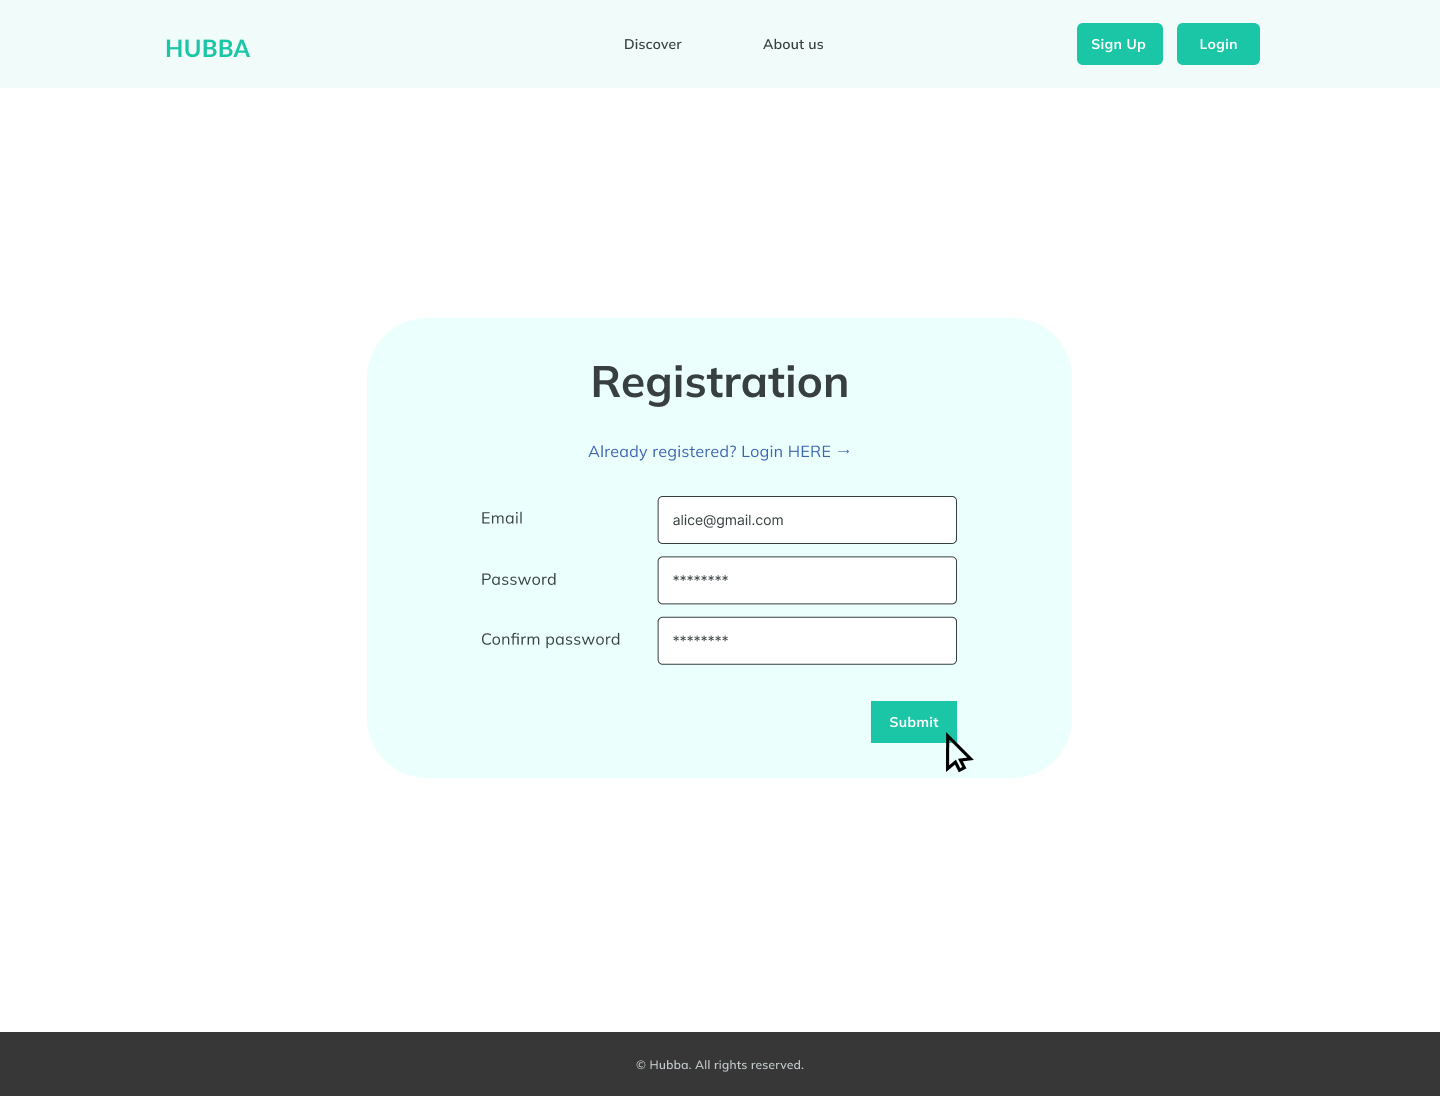 HUBBA
Discover
About us
Sign Up
Login
Registration
Already registered? Login HERE →
Email
alice@gmail.com
Password
********
Confirm password
********
Submit
© Hubba. All rights reserved.